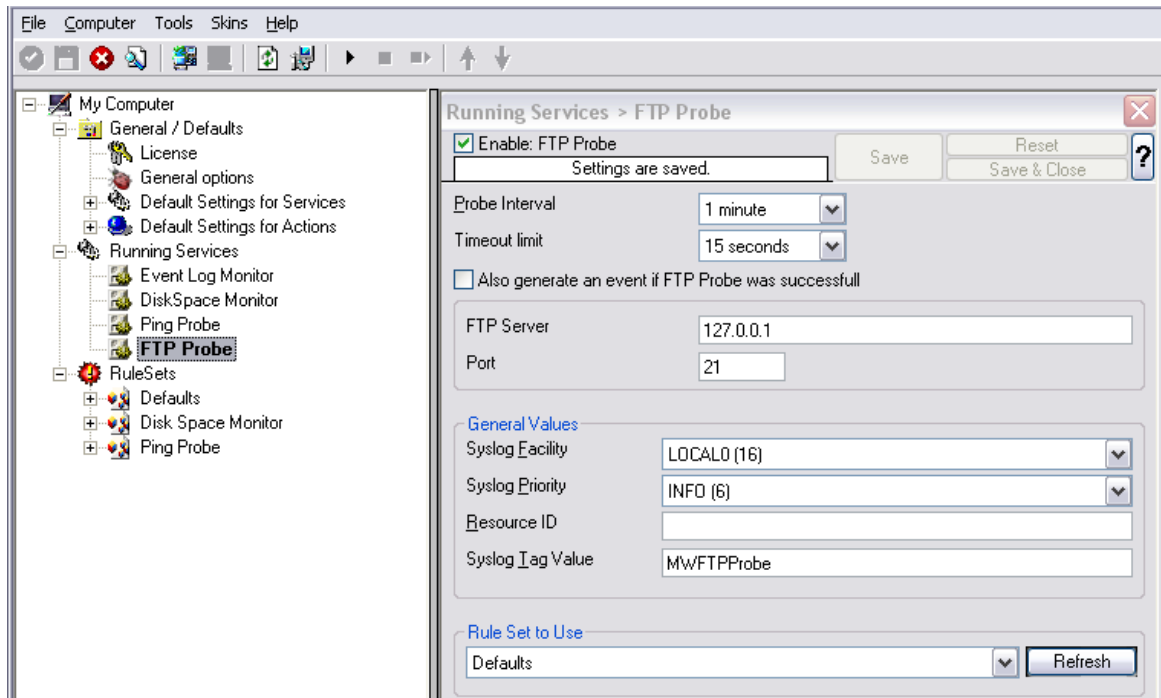 File Computer Tools Skins Help
My Computer
General / Defaults
License
General options
Default Settings for Services
Default Settings for Actions
Running Services
Event Log Monitor
DiskSpace Monitor
Ping Probe
FTP Probe
RuleSets
Defaults
Disk Space Monitor
Ping Probe
Running Services > FTP Probe
Enable: FTP Probe
Settings are saved.
Save
Reset
Save & Close
?
Probe Interval 1 minute
Timeout limit 15 seconds
Also generate an event if FTP Probe was successfull
FTP Server 127.0.0.1
Port 21
General Values
Syslog Facility LOCAL0 (16)
Syslog Priority INFO (6)
Resource ID
Syslog Tag Value MWFTPProbe
Rule Set to Use
Defaults Refresh